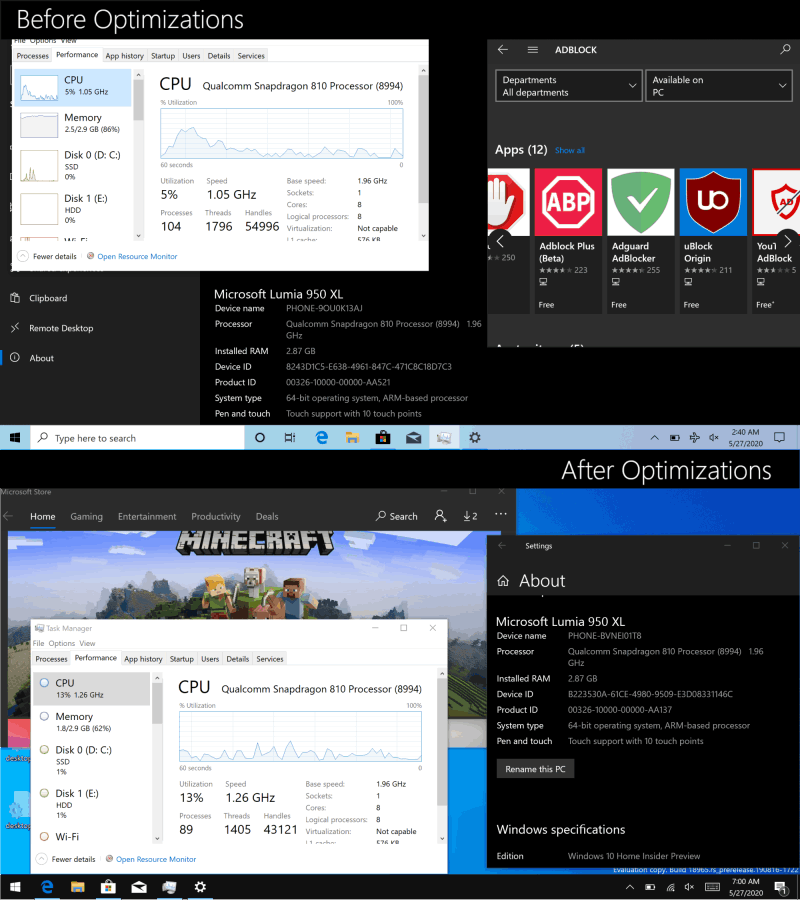 Before Optimizations
File Options View
Processes Performance App history Startup Users Details Services
CPU
5% 1.05 GHz
Memory
2.5/2.9 GB (86%)
Disk 0 (D: C:)
SSD
0%
Disk 1 (E:)
HDD
0%
Wi-Fi
CPU Qualcomm Snapdragon 810 Processor (8994)
% Utilization 100%
60 seconds 0
Utilization Speed
5% 1.05 GHz
Processes Threads Handles
104 1796 54996
Base speed: 1.96 GHz
Sockets: 1
Cores: 8
Logical processors: 8
Virtualization: Not capable
L1 cache: 576 KB
Fewer details Open Resource Monitor
Clipboard
Remote Desktop
About
Microsoft Lumia 950 XL
Device name PHONE-9OU0K13AJ
Processor Qualcomm Snapdragon 810 Processor (8994) 1.96
GHz
Installed RAM 2.87 GB
Device ID 8243D1C5-E638-4961-847C-471C8C18D7C3
Product ID 00326-10000-00000-AA521
System type 64-bit operating system, ARM-based processor
Pen and touch Touch support with 10 touch points
ADBLOCK
Departments
All departments
Available on
PC
Apps (12) Show all
250
ABP
Adblock Plus
(Beta)
223
Free
Adguard
AdBlocker
255
Free
uBlock
Origin
211
Free
AD
YouT
AdBlock
5
Free*
Type here to search
2:40 AM
5/27/2020
After Optimizations
Microsoft Store
Home Gaming Entertainment Productivity Deals
Search 2
MINECRAFT
Task Manager
File Options View
Processes Performance App history Startup Users Details Services
CPU
13% 1.26 GHz
Memory
1.8/2.9 GB (62%)
Disk 0 (D: C:)
SSD
1%
Disk 1 (E:)
HDD
1%
Wi-Fi
CPU Qualcomm Snapdragon 810 Processor (8994)
% Utilization 100%
60 seconds 0
Utilization Speed
13% 1.26 GHz
Processes Threads Handles
89 1405 43121
Base speed: 1.96 GHz
Sockets: 1
Cores: 8
Logical processors: 8
Virtualization: Not capable
Fewer details Open Resource Monitor
Settings
About
Microsoft Lumia 950 XL
Device name PHONE-BVNEI01T8
Processor Qualcomm Snapdragon 810 Processor (8994) 1.96
GHz
Installed RAM 2.87 GB
Device ID B223530A-61CE-4980-9509-E3D08331146C
Product ID 00326-10000-00000-AA137
System type 64-bit operating system, ARM-based processor
Pen and touch Touch support with 10 touch points
Rename this PC
Windows specifications
Edition Windows 10 Home Insider Preview
Evaluation copy. Build 18965.rs_prerelease.190816-1722
7:00 AM
5/27/2020
1